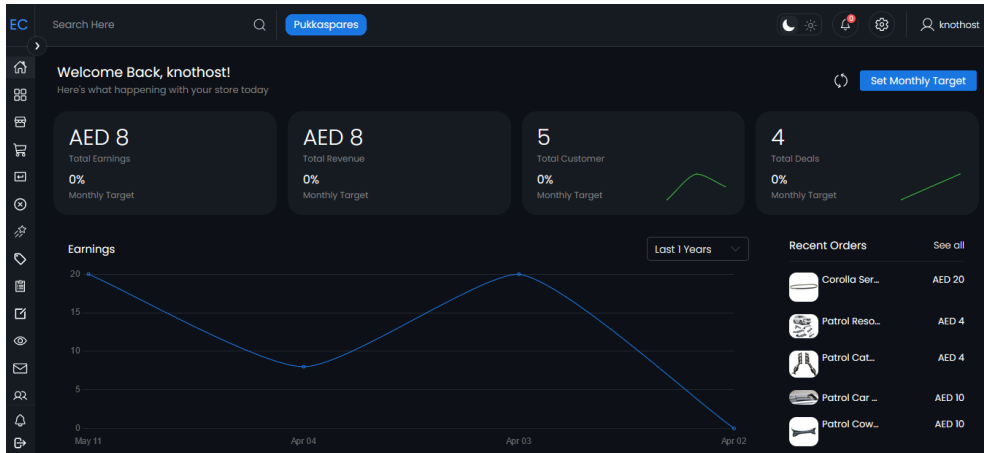 EC
Search Here
Pukkaspares
0
knothost
Welcome Back, knothost!
Here's what happening with your store today
Set Monthly Target
AED 8
Total Earnings
0%
Monthly Target
AED 8
Total Revenue
0%
Monthly Target
5
Total Customer
0%
Monthly Target
4
Total Deals
0%
Monthly Target
Earnings
Last 1 Years
20
15
10
5
0
May 11
Apr 04
Apr 03
Apr 02
Recent Orders
See all
Corolla Ser...
AED 20
Patrol Reso...
AED 4
Patrol Cat...
AED 4
Patrol Car ...
AED 10
Patrol Cow...
AED 10